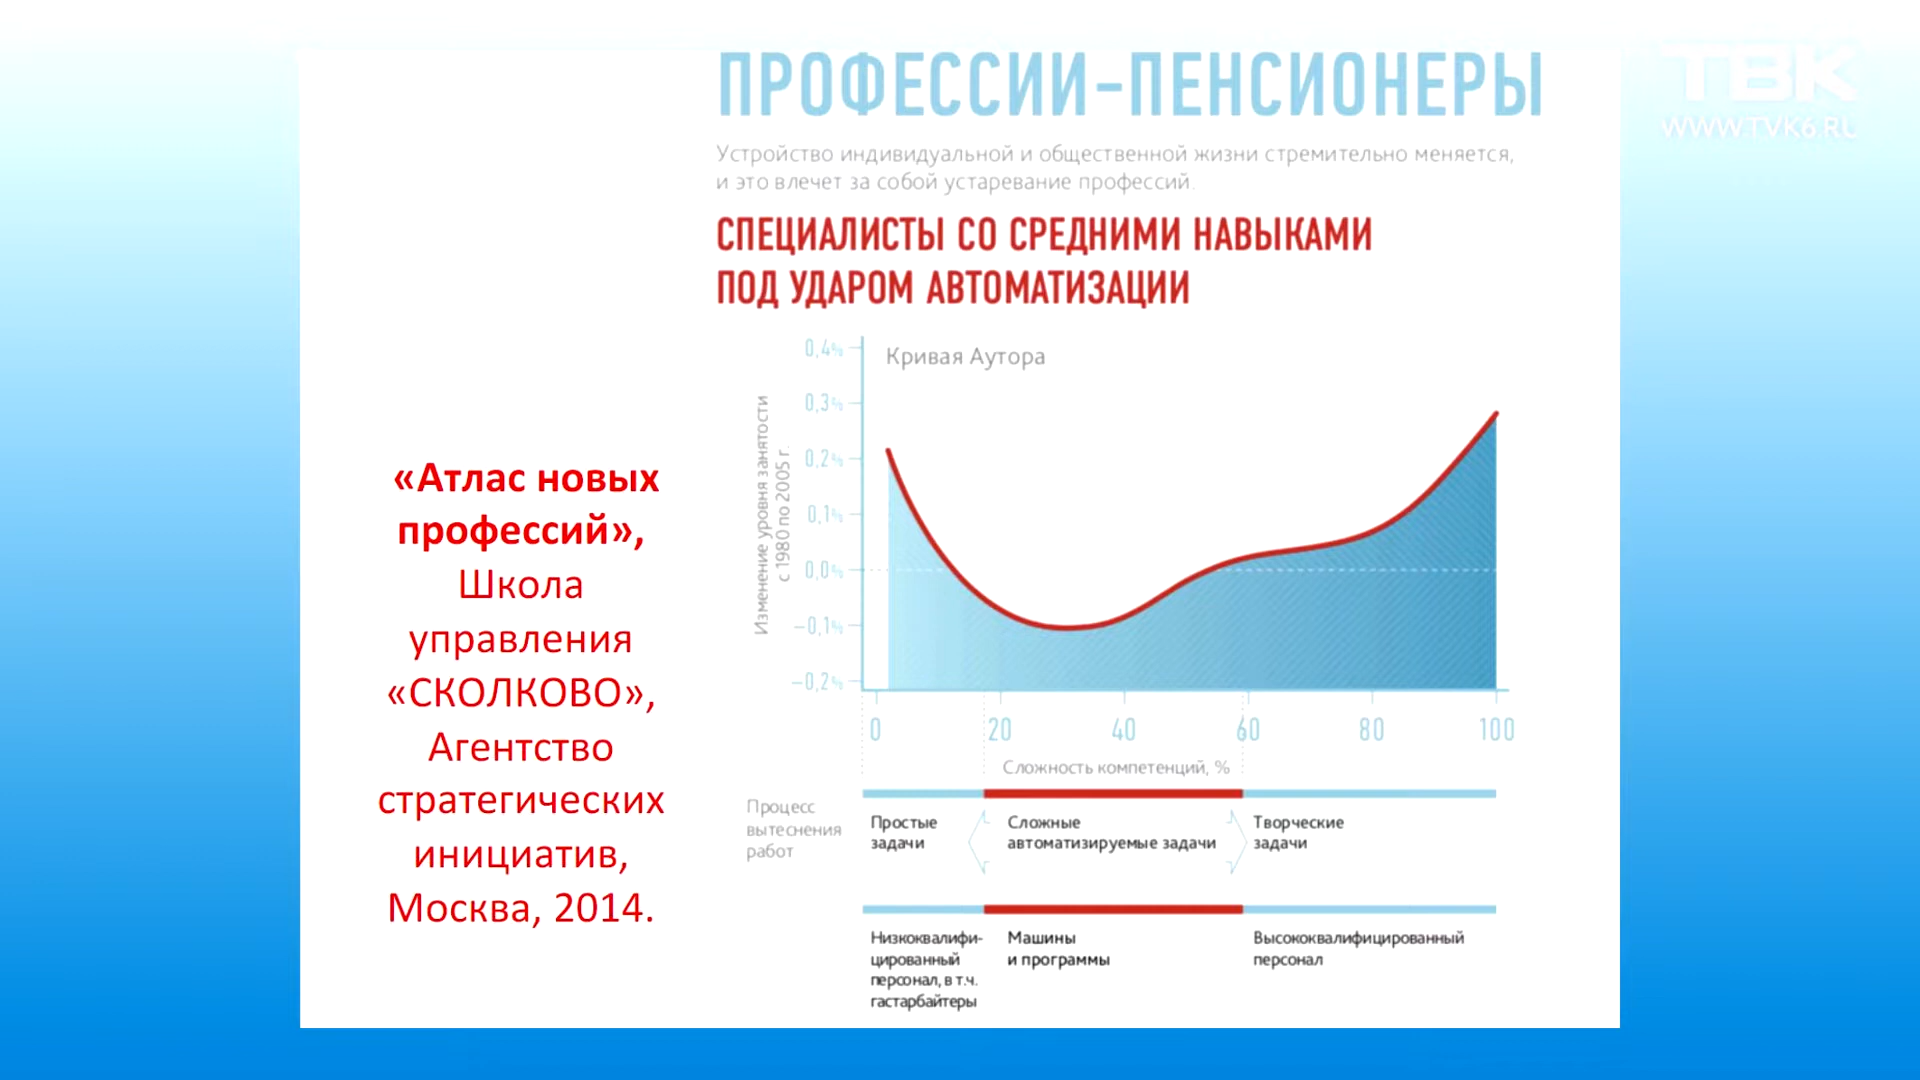 ТВК
WWW.TVK6.RU
ПРОФЕССИИ-ПЕНСИОНЕРЫ
Устройство индивидуальной и общественной жизни стремительно меняется,
и это влечет за собой устаревание профессий.
СПЕЦИАЛИСТЫ СО СРЕДНИМИ НАВЫКАМИ
ПОД УДАРОМ АВТОМАТИЗАЦИИ
«Атлас новых
профессий»,
Школа
управления
«СКОЛКОВО»,
Агентство
стратегических
инициатив,
Москва, 2014.
Кривая Аутора
Изменение уровня занятости
с 1980 по 2005 г.
0,4%
0,3%
0,2%
0,1%
0,0%
−0,1%
−0,2%
0 20 40 60 80 100
Сложность компетенций, %
Процесс
вытеснения
работ
Простые
задачи
Сложные
автоматизируемые задачи
Творческие
задачи
Низкоквалифи-
цированный
персонал, в т.ч.
гастарбайтеры
Машины
и программы
Высококвалифицированный
персонал